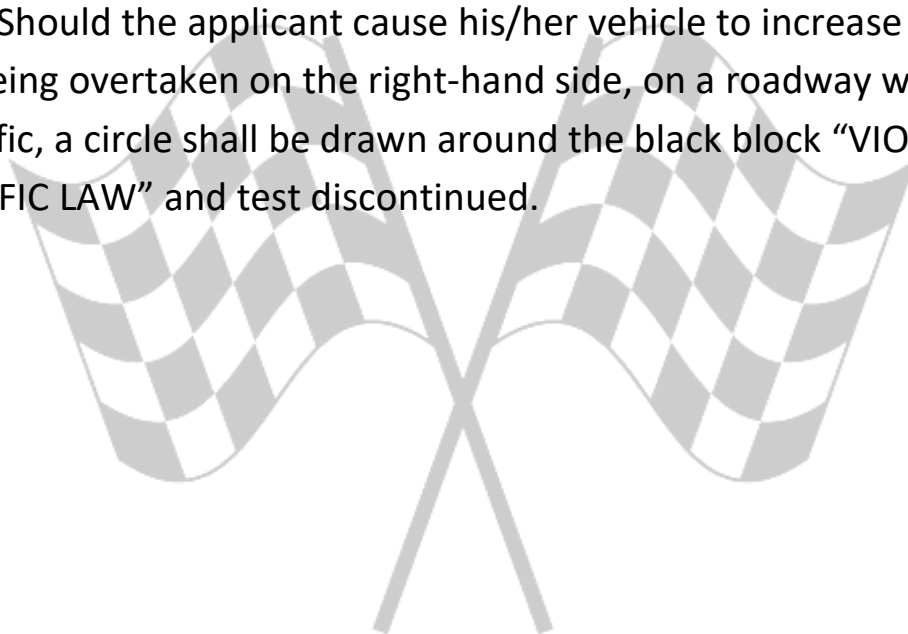 Should the applicant cause his/her vehicle to increase
eing overtaken on the right-hand side, on a roadway w
fic, a circle shall be drawn around the black block “VIO
FIC LAW” and test discontinued.